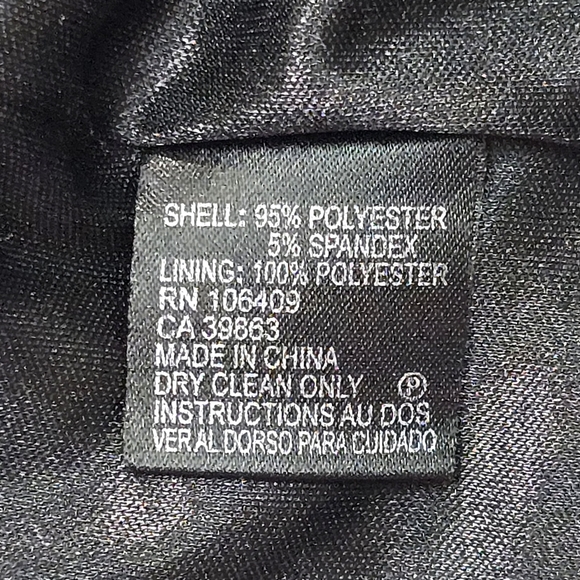 SHELL: 95% POLYESTER
5% SPANDEX
LINING: 100% POLYESTER
RN 106409
CA 39863
MADE IN CHINA
DRY CLEAN ONLY Ⓟ
INSTRUCTIONS AU DOS
VER AL DORSO PARA CUIDADO